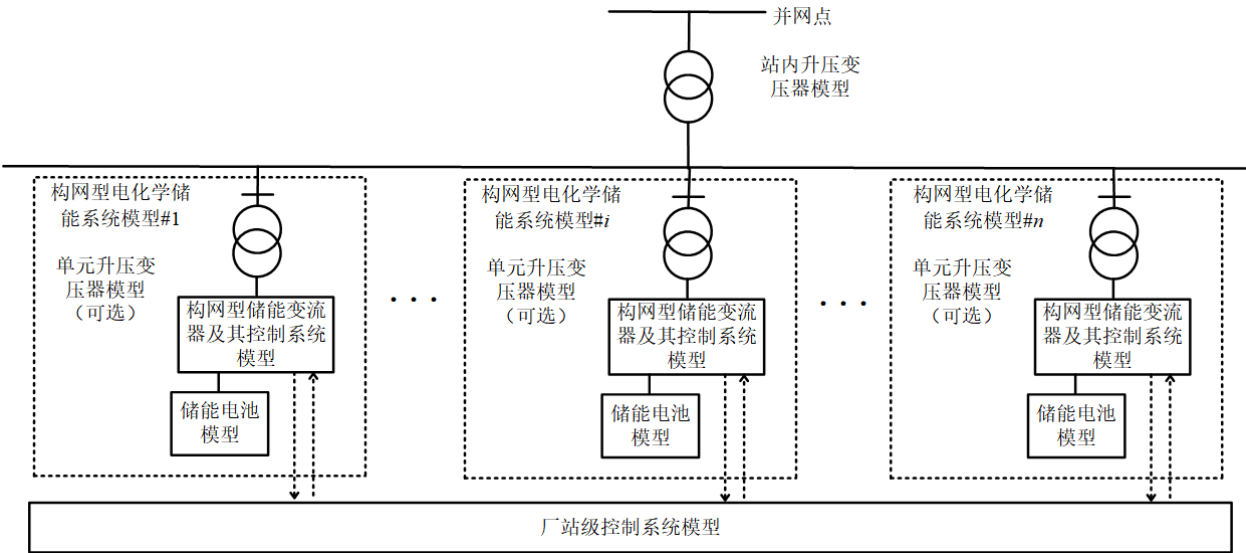 并网点
站内升压变
压器模型
构网型电化学储
能系统模型#1
单元升压变
压器模型
（可选）
构网型储能变流
器及其控制系统
模型
储能电池
模型
· · ·
构网型电化学储
能系统模型#i
单元升压变
压器模型
（可选）
构网型储能变流
器及其控制系统
模型
储能电池
模型
· · ·
构网型电化学储
能系统模型#n
单元升压变
压器模型
（可选）
构网型储能变流
器及其控制系统
模型
储能电池
模型
厂站级控制系统模型